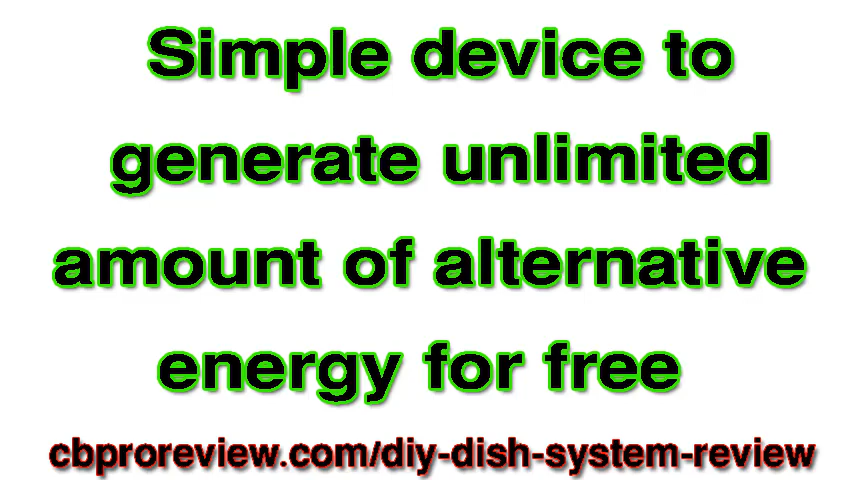 Simple device to
generate unlimited
amount of alternative
energy for free
cbproreview.com/diy-dish-system-review